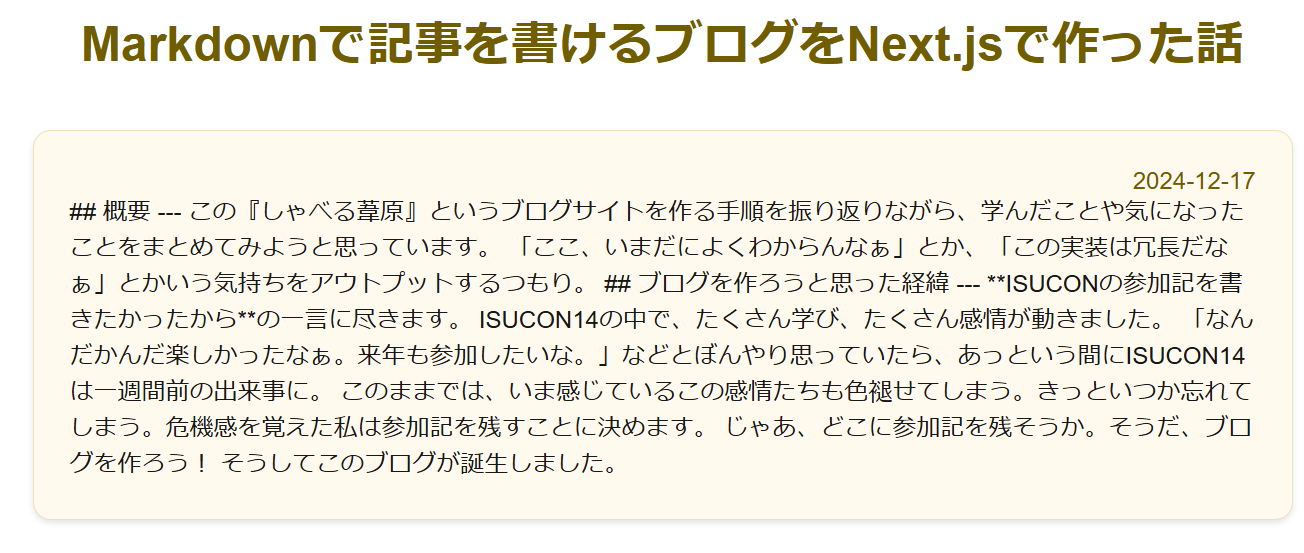 Markdownで記事を書けるブログをNext.jsで作った話
2024-12-17
## 概要 --- この『しゃべる葦原』というブログサイトを作る手順を振り返りながら、学んだことや気になった
ことをまとめてみようと思っています。 「ここ、いまだによくわからんなぁ」とか、「この実装は冗長だな
ぁ」とかいう気持ちをアウトプットするつもり。 ## ブログを作ろうと思った経緯 --- **ISUCONの参加記を書
きたかったから**の一言に尽きます。 ISUCON14の中で、たくさん学び、たくさん感情が動きました。 「なん
だかんだ楽しかったなぁ。来年も参加したいな。」などとぼんやり思っていたら、あっという間にISUCON14
は一週間前の出来事に。 このままでは、いま感じているこの感情たちも色褪せてしまう。きっといつか忘れて
しまう。危機感を覚えた私は参加記を残すことに決めます。 じゃあ、どこに参加記を残そうか。そうだ、ブロ
グを作ろう！ そうしてこのブログが誕生しました。